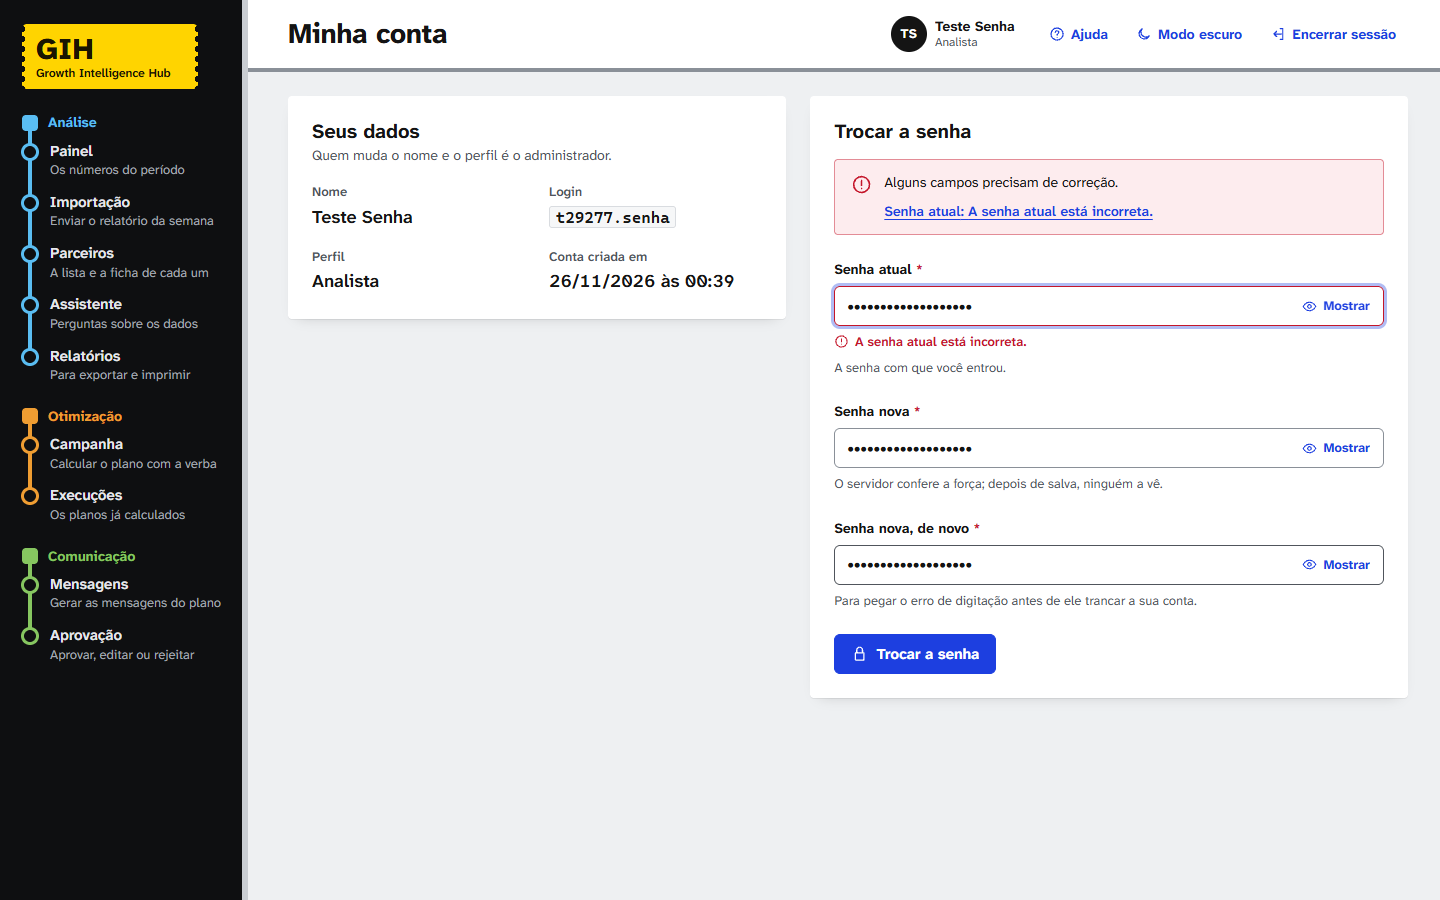 GIH
Growth Intelligence Hub
Análise
Painel
Os números do período
Importação
Enviar o relatório da semana
Parceiros
A lista e a ficha de cada um
Assistente
Perguntas sobre os dados
Relatórios
Para exportar e imprimir
Otimização
Campanha
Calcular o plano com a verba
Execuções
Os planos já calculados
Comunicação
Mensagens
Gerar as mensagens do plano
Aprovação
Aprovar, editar ou rejeitar
Minha conta
TS
Teste Senha
Analista
Ajuda
Modo escuro
Encerrar sessão
Seus dados
Quem muda o nome e o perfil é o administrador.
Nome
Login
Teste Senha
t29277.senha
Perfil
Conta criada em
Analista
26/11/2026 às 00:39
Trocar a senha
Alguns campos precisam de correção.
Senha atual: A senha atual está incorreta.
Senha atual *
•••••••••••••••••••
Mostrar
A senha atual está incorreta.
A senha com que você entrou.
Senha nova *
•••••••••••••••••••
Mostrar
O servidor confere a força; depois de salva, ninguém a vê.
Senha nova, de novo *
•••••••••••••••••••
Mostrar
Para pegar o erro de digitação antes de ele trancar a sua conta.
Trocar a senha